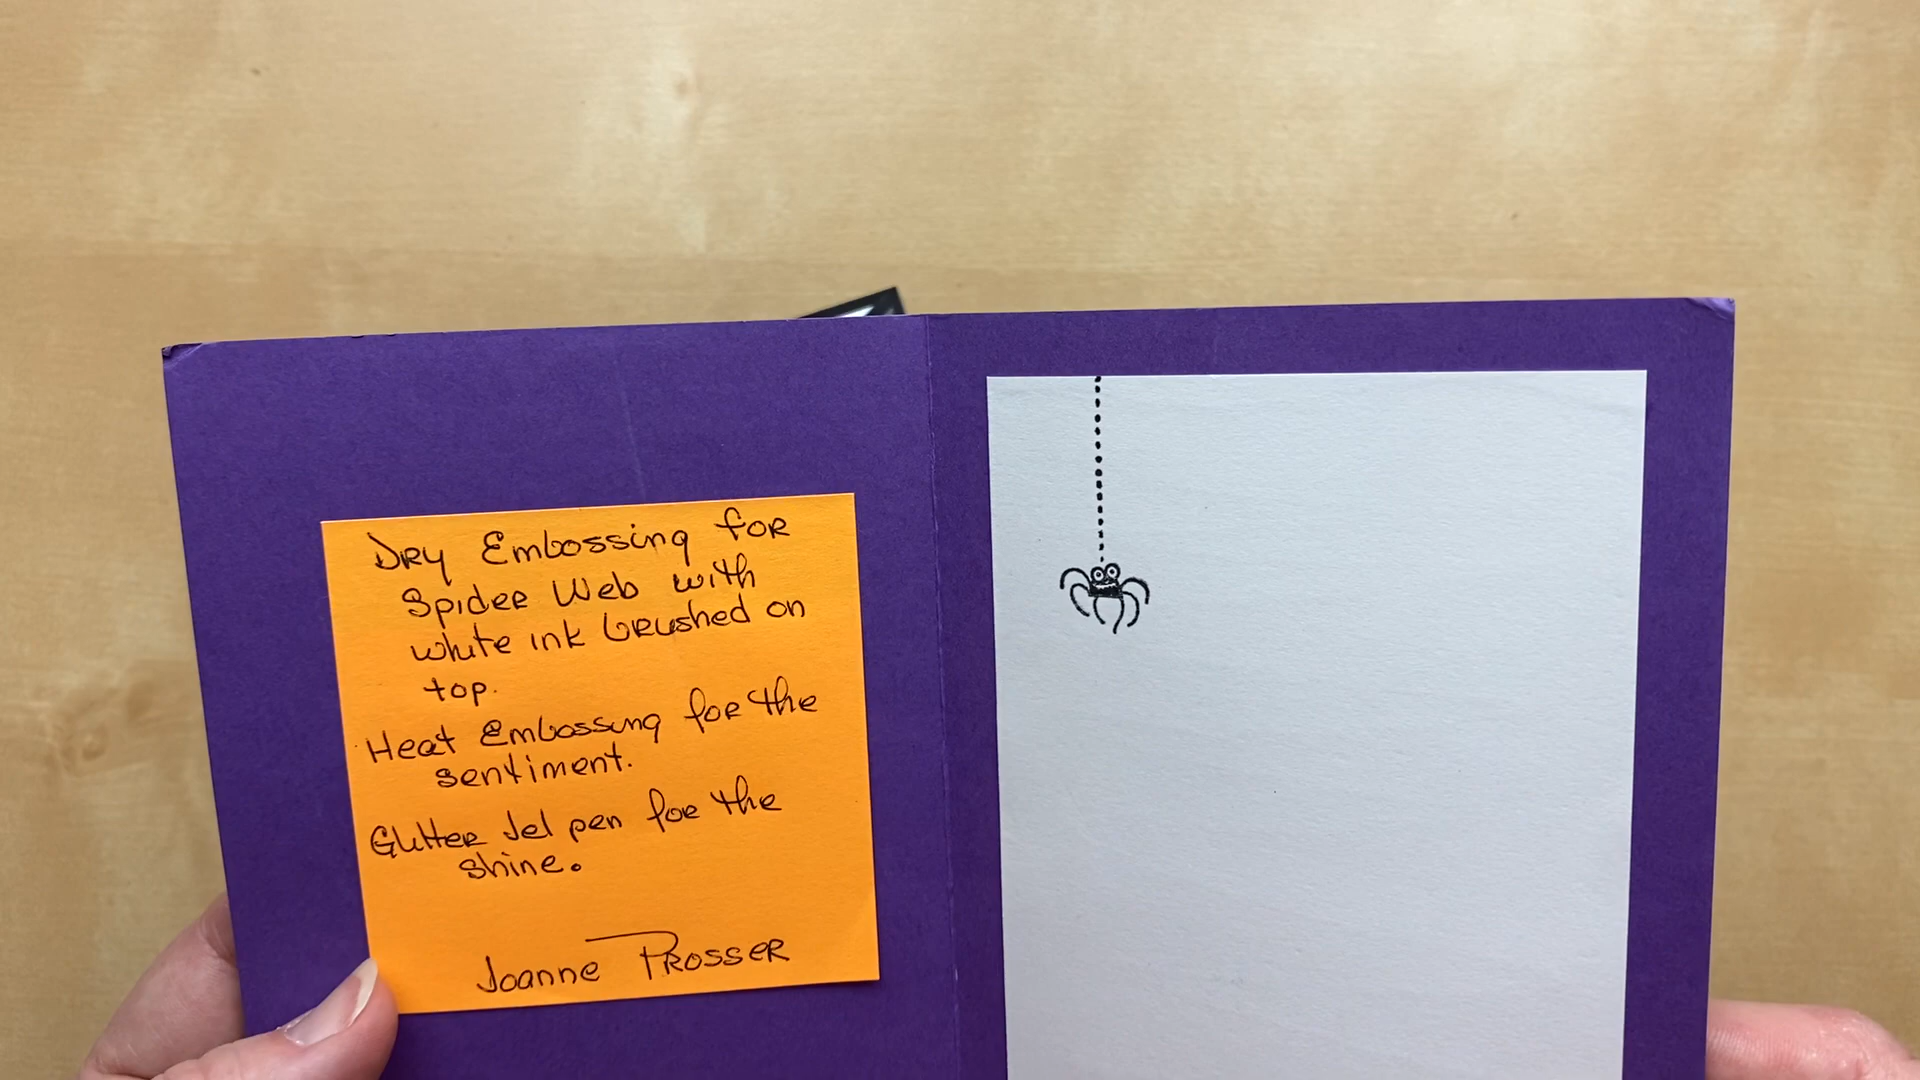 Dry Embossing for
Spider Web with
white ink brushed on
top.
Heat Embossing for the
sentiment.
Glitter Jel pen for the
shine.
Joanne Prosser